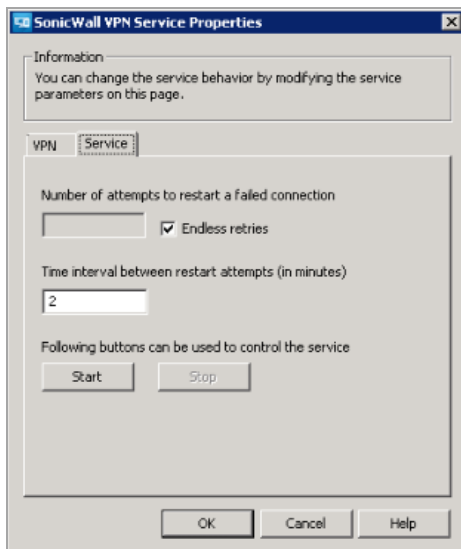 SonicWall VPN Service Properties
Information
You can change the service behavior by modifying the service
parameters on this page.
VPN
Service
Number of attempts to restart a failed connection
Endless retries
Time interval between restart attempts (in minutes)
2
Following buttons can be used to control the service
Start
Stop
OK
Cancel
Help